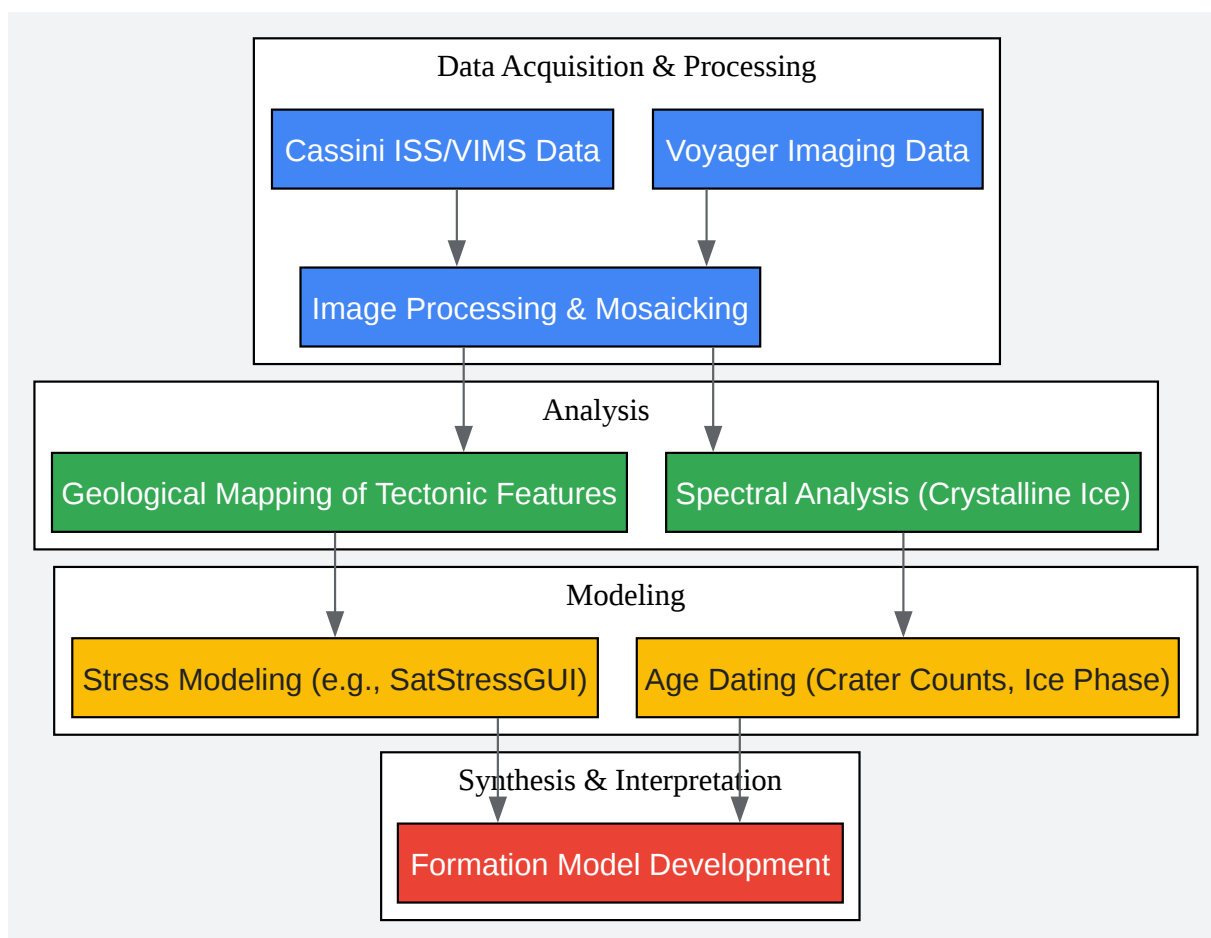 Data Acquisition & Processing
Cassini ISS/VIMS Data
Voyager Imaging Data
Image Processing & Mosaicking
Analysis
Geological Mapping of Tectonic Features
Spectral Analysis (Crystalline Ice)
Modeling
Stress Modeling (e.g., SatStressGUI)
Age Dating (Crater Counts, Ice Phase)
Synthesis & Interpretation
Formation Model Development